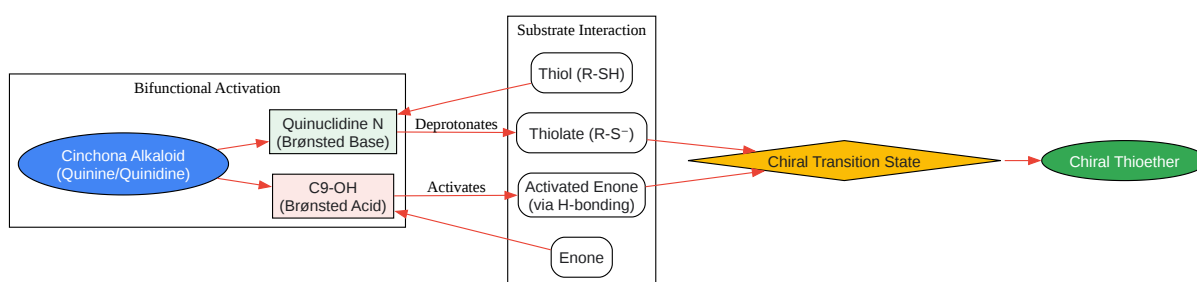 Substrate Interaction
Bifunctional Activation
Thiol (R-SH)
Cinchona Alkaloid
(Quinine/Quinidine)
Quinuclidine N
(Brønsted Base)
Deprotonates
Thiolate (R-S⁻)
C9-OH
(Brønsted Acid)
Activates
Activated Enone
(via H-bonding)
Enone
Chiral Transition State
Chiral Thioether